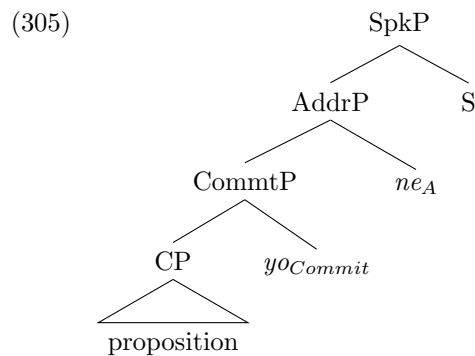 (305)
SpkP
AddrP
S
CommtP
ne_A
CP
yo_Commit
proposition